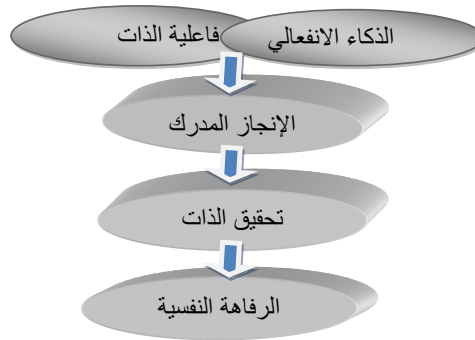 الذكاء الانفعالي
فاعلية الذات
الإنجاز المدرك
تحقيق الذات
الرفاهة النفسية